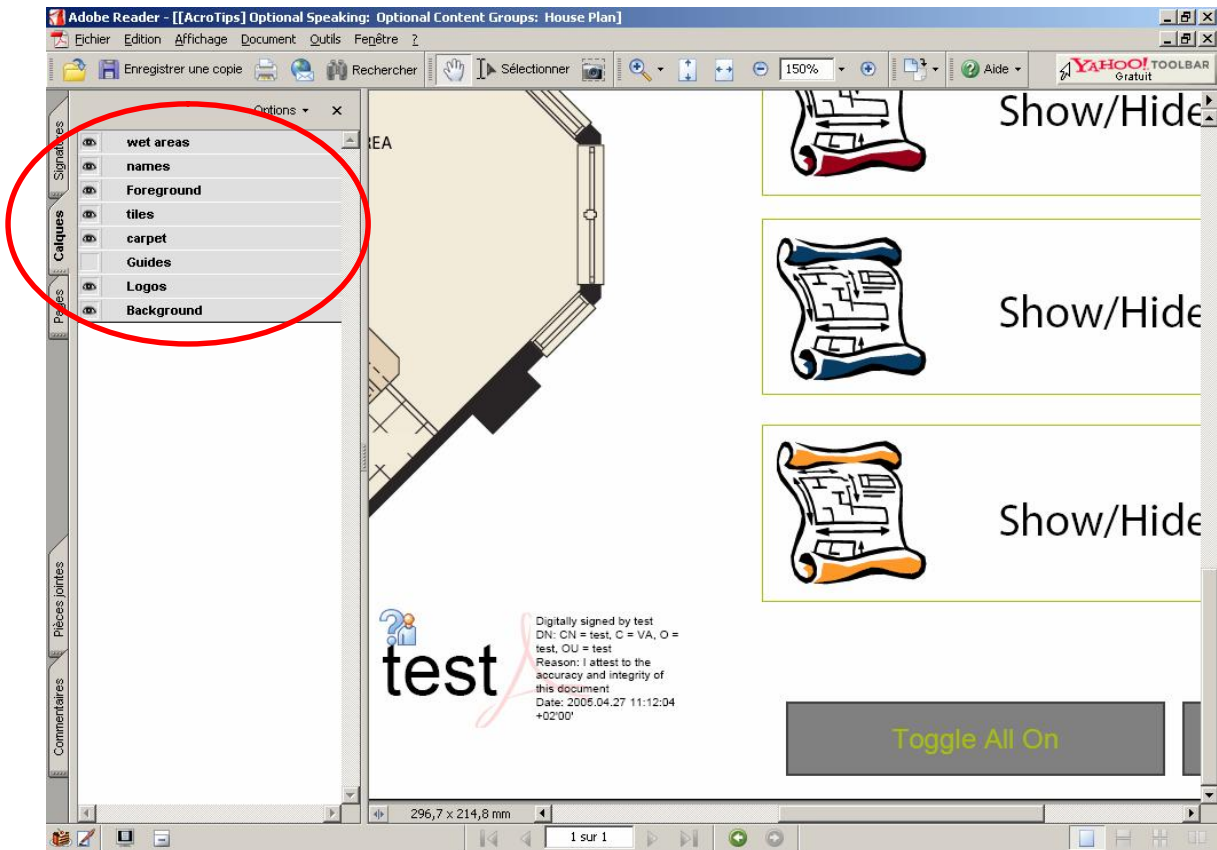 Adobe Reader - [[AcroTips] Optional Speaking: Optional Content Groups: House Plan]
Fichier Edition Affichage Document Outils Fenêtre ?
Enregistrer une copie Rechercher Sélectionner 150% Aide YAHOO! TOOLBAR
Gratuit
Options x
Signatures
Calques
Pages
Pièces jointes
Commentaires
wet areas
names
Foreground
tiles
carpet
Guides
Logos
Background
EA
Show/Hide
Show/Hide
Show/Hide
test
Digitally signed by test
DN: CN = test, C = VA, O =
test, OU = test
Reason: I attest to the
accuracy and integrity of
this document
Date: 2005.04.27 11:12:04
+02'00'
Toggle All On
296,7 x 214,8 mm
1 sur 1